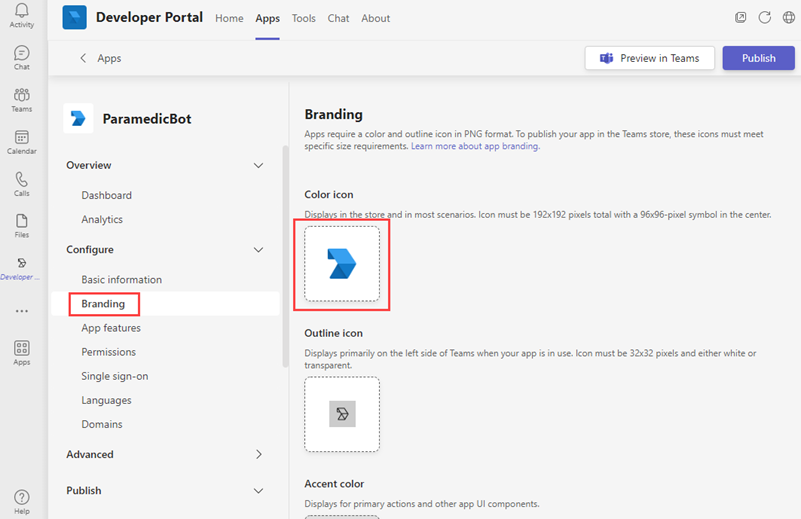 Activity
Chat
Teams
Calendar
Calls
Files
Developer ...
Apps
Help
Developer Portal Home Apps Tools Chat About
Apps
Preview in Teams
Publish
ParamedicBot
Overview
Dashboard
Analytics
Configure
Basic information
Branding
App features
Permissions
Single sign-on
Languages
Domains
Advanced
Publish
Branding
Apps require a color and outline icon in PNG format. To publish your app in the Teams store, these icons must meet
specific size requirements. Learn more about app branding.
Color icon
Displays in the store and in most scenarios. Icon must be 192x192 pixels total with a 96x96-pixel symbol in the center.
Outline icon
Displays primarily on the left side of Teams when your app is in use. Icon must be 32x32 pixels and either white or
transparent.
Accent color
Displays for primary actions and other app UI components.